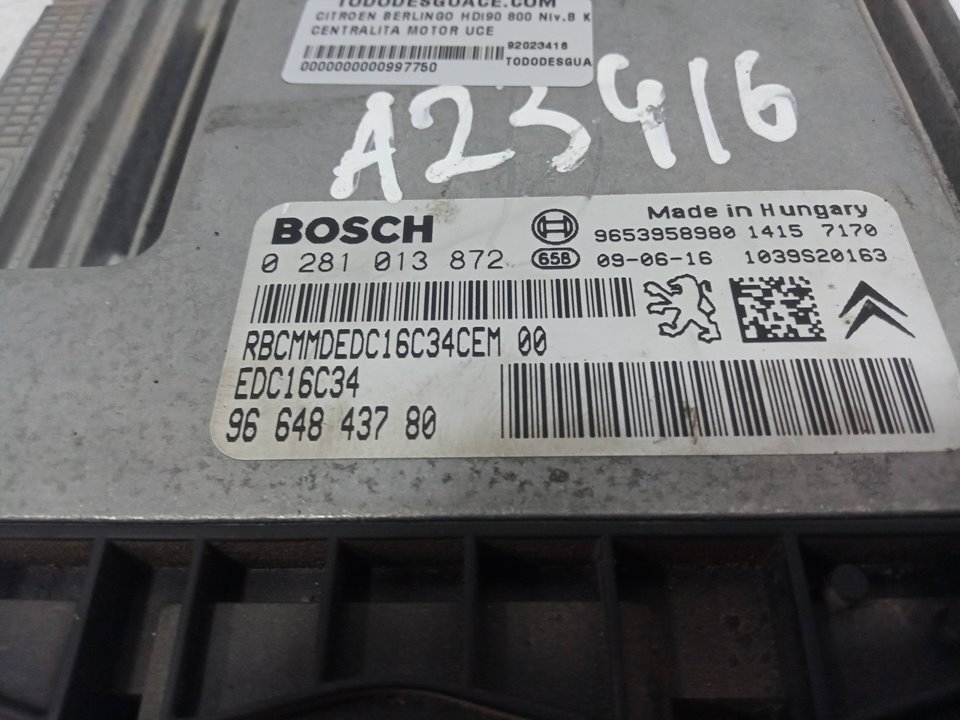 TODODESGUACE.COM
CITROEN BERLINGO HDI90 800 Niv.B K
CENTRALITA MOTOR UCE
92023416
0000000000997750
TODODESGUA
A23416
BOSCH
Made in Hungary
9653958980 1415 7170
0 281 013 872 658 09-06-16 1039S20163
RBCMMDEDC16C34CEM 00
EDC16C34
96 648 437 80